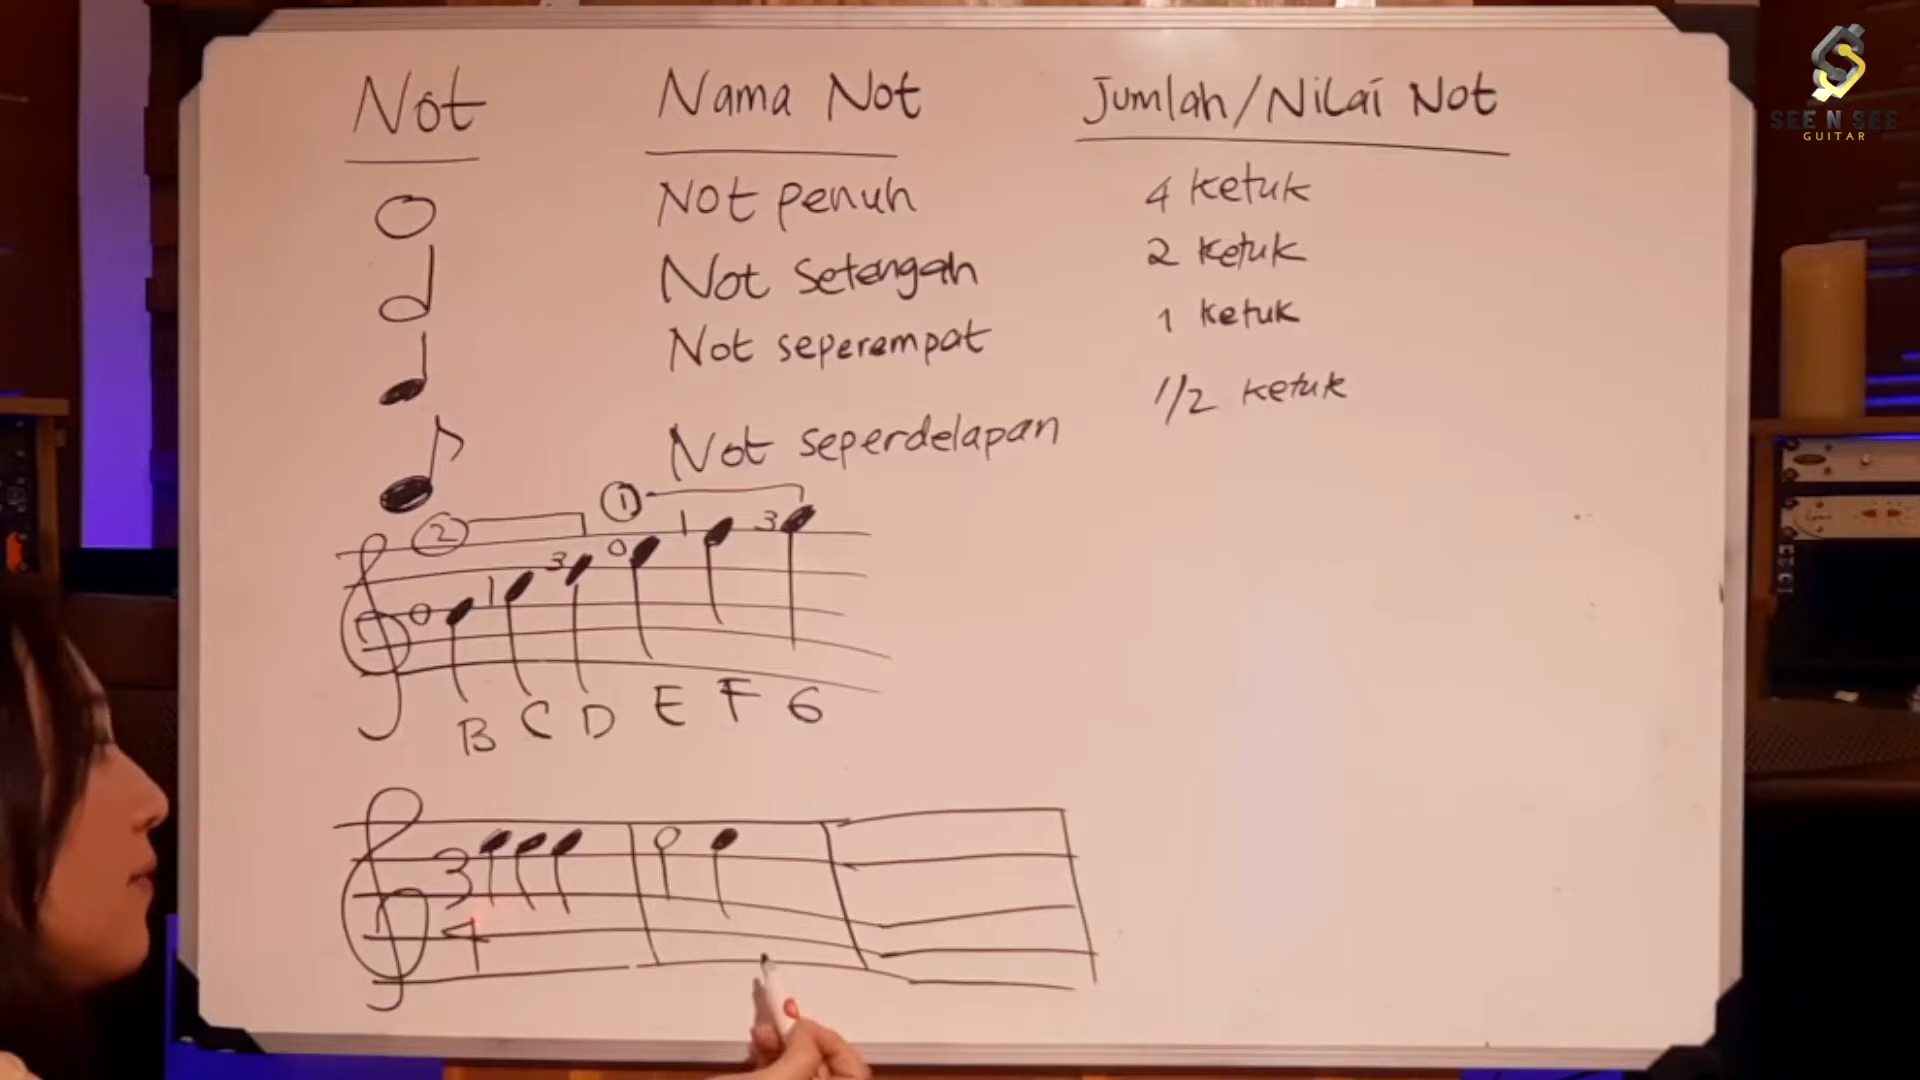 Not Nama Not Jumlah/Nilai Not
Not penuh 4 ketuk
Not setengah 2 ketuk
Not seperempat 1 ketuk
Not seperdelapan 1/2 ketuk
2 1
0 1 3 0 1 3
B C D E F G
3
4
SEE N SEE
GUITAR